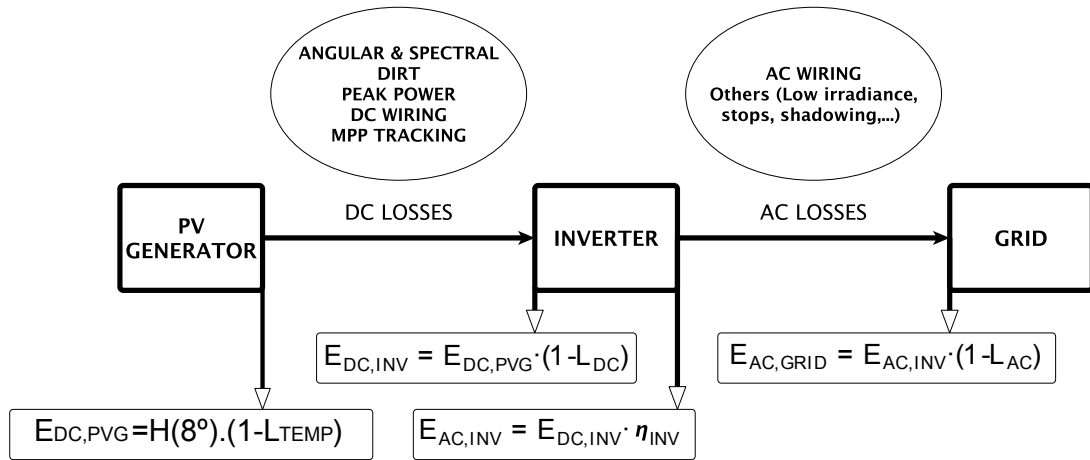 ANGULAR & SPECTRAL
DIRT
PEAK POWER
DC WIRING
MPP TRACKING
AC WIRING
Others (Low irradiance,
stops, shadowing,...)
PV
GENERATOR
DC LOSSES
INVERTER
AC LOSSES
GRID
E_DC,INV = E_DC,PVG·(1-L_DC)
E_AC,GRID = E_AC,INV·(1-L_AC)
E_DC,PVG=H(8º).(1-L_TEMP)
E_AC,INV = E_DC,INV· η_INV